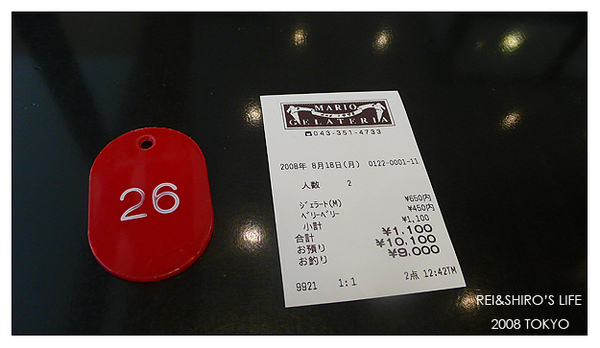 26
MARIO
GELATERIA
☎043-351-4733
2008年 8月18日(月) 0122-0001-11
人数 2
ジェラート(M) ¥650円
ベリーベリー ¥450円
小計 ¥1,100
合計 ¥1,100
お預り ¥10,100
お釣り ¥9,000
9921 1:1 2点 12:42TM
REI&SHIRO'S LIFE
2008 TOKYO